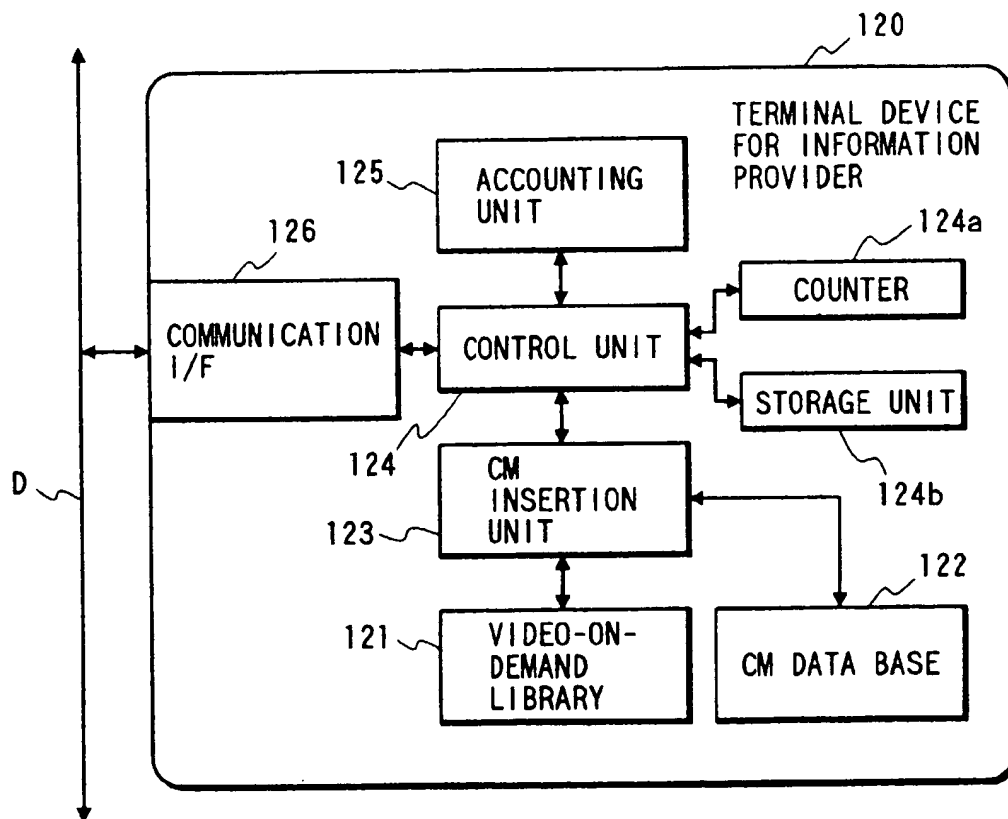 120
TERMINAL DEVICE
FOR INFORMATION
PROVIDER
125
ACCOUNTING
UNIT
126
124a
COUNTER
COMMUNICATION
I/F
CONTROL UNIT
STORAGE UNIT
124
124b
D
CM
INSERTION
UNIT
123
122
121
VIDEO-ON-
DEMAND
LIBRARY
CM DATA BASE